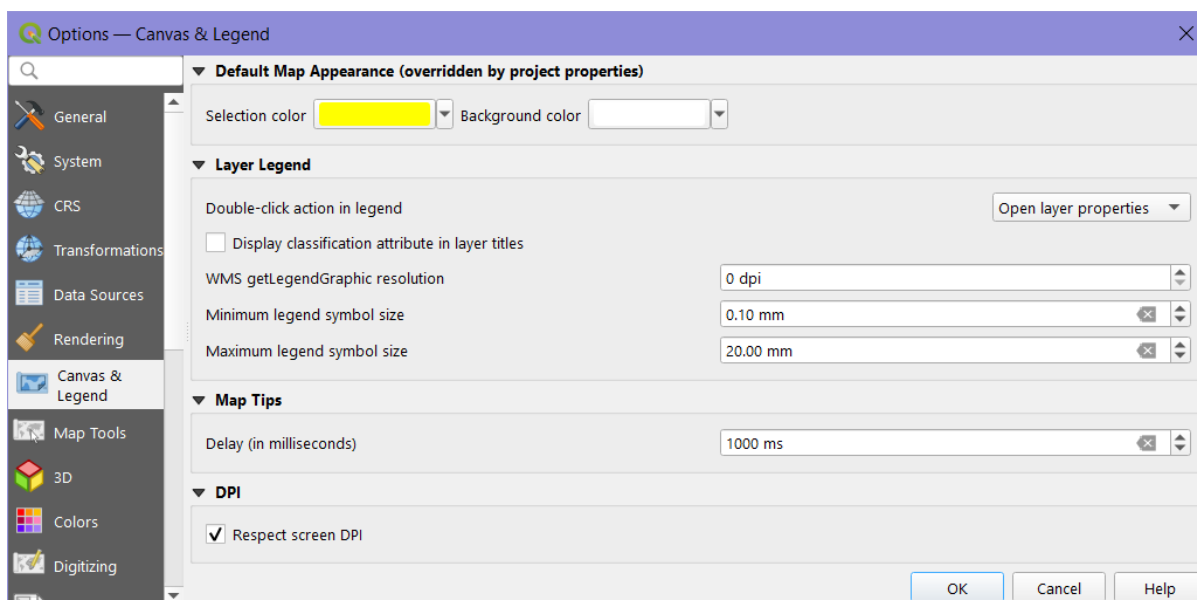 Options — Canvas & Legend
General
System
CRS
Transformations
Data Sources
Rendering
Canvas &
Legend
Map Tools
3D
Colors
Digitizing
Default Map Appearance (overridden by project properties)
Selection color Background color
Layer Legend
Double-click action in legend Open layer properties
Display classification attribute in layer titles
WMS getLegendGraphic resolution 0 dpi
Minimum legend symbol size 0.10 mm
Maximum legend symbol size 20.00 mm
Map Tips
Delay (in milliseconds) 1000 ms
DPI
Respect screen DPI
OK Cancel Help